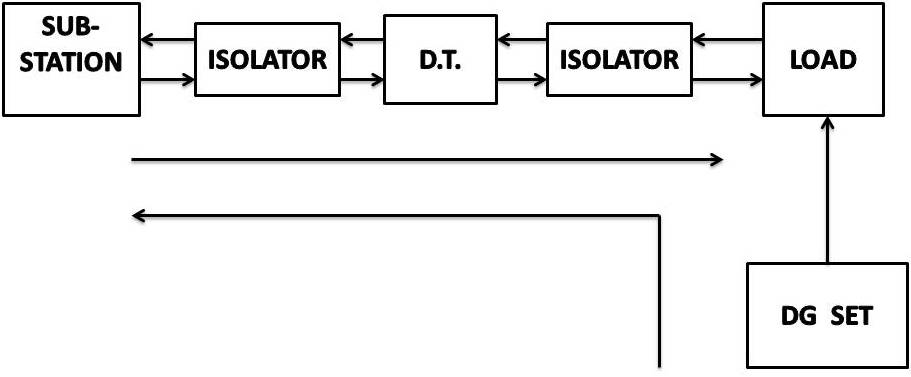 SUB-
STATION
ISOLATOR
D.T.
ISOLATOR
LOAD
DG SET